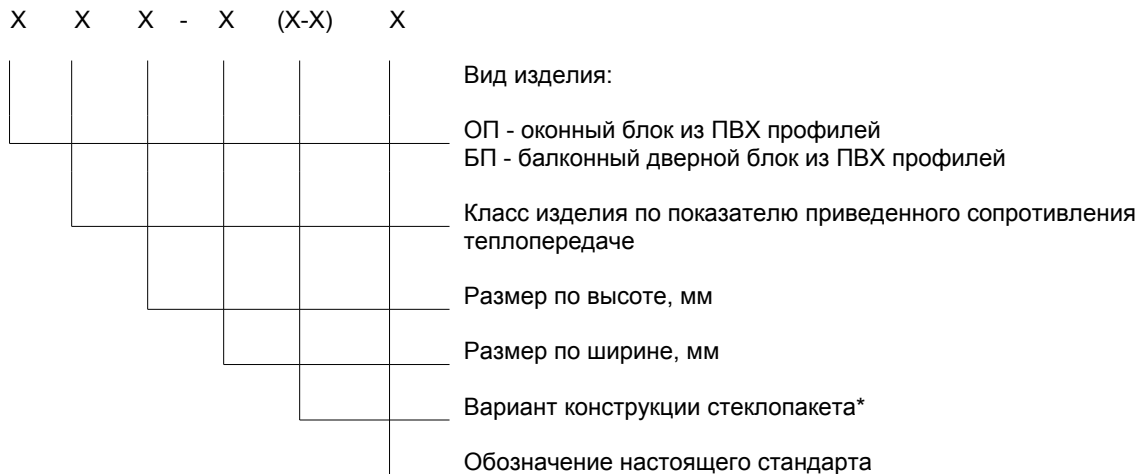 X X X - X (X-X) X
Вид изделия:
ОП - оконный блок из ПВХ профилей
БП - балконный дверной блок из ПВХ профилей
Класс изделия по показателю приведенного сопротивления
теплопередаче
Размер по высоте, мм
Размер по ширине, мм
Вариант конструкции стеклопакета*
Обозначение настоящего стандарта